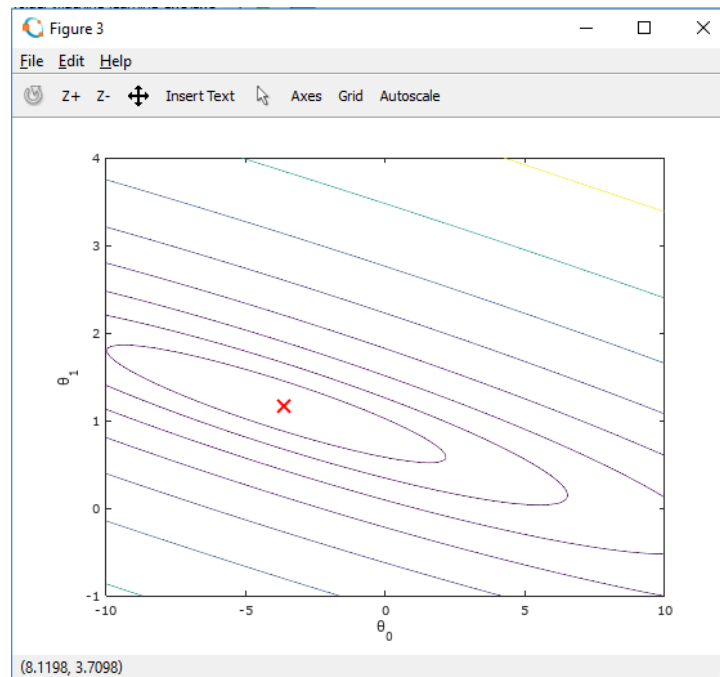 Figure 3
File Edit Help
Z+ Z- Insert Text Axes Grid Autoscale
4
3
2
1
0
-1
θ1
-10 -5 0 5 10
θ0
(8.1198, 3.7098)